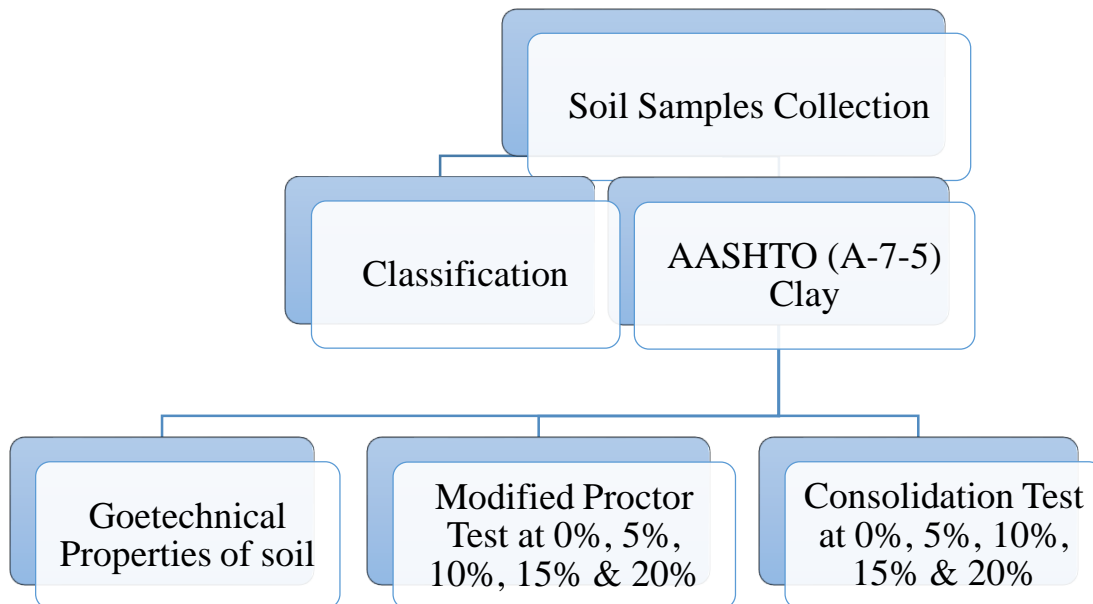 Soil Samples Collection
Classification
AASHTO (A-7-5)
Clay
Goetechnical
Properties of soil
Modified Proctor
Test at 0%, 5%,
10%, 15% & 20%
Consolidation Test
at 0%, 5%, 10%,
15% & 20%